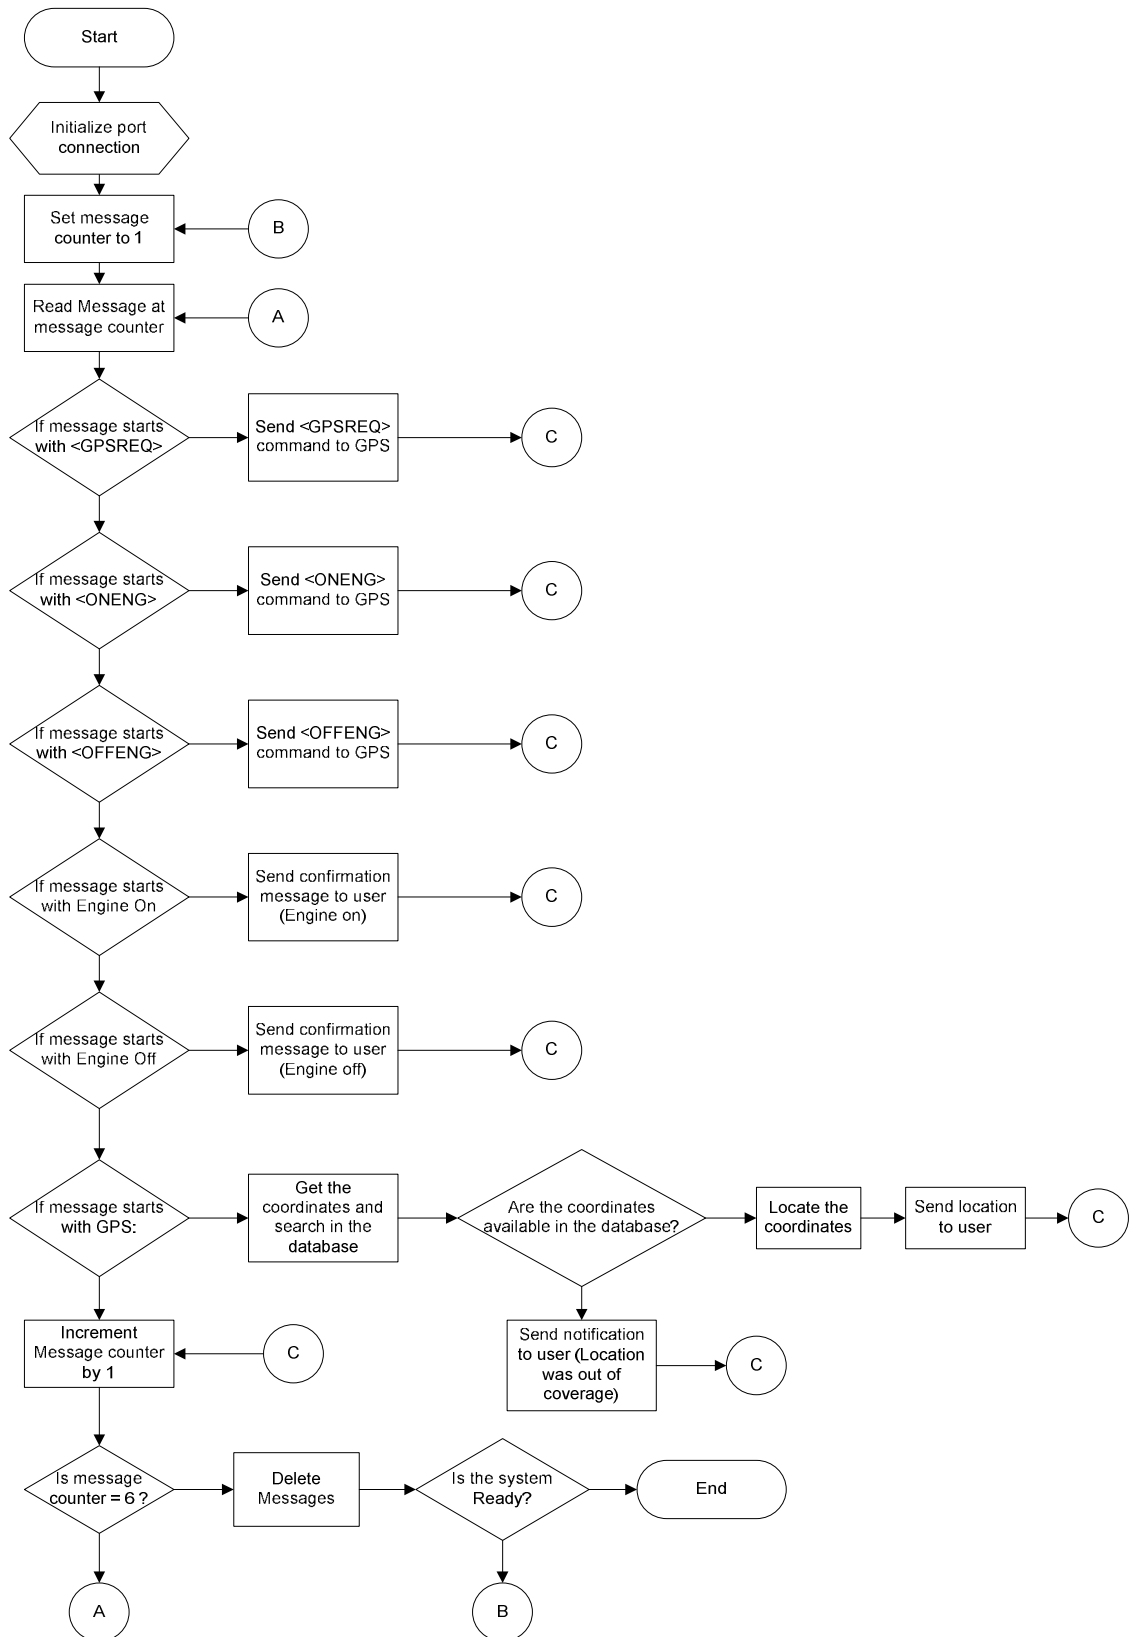 Start
Initialize port
connection
Set message
counter to 1
B
Read Message at
message counter
A
If message starts
with <GPSREQ>
Send <GPSREQ>
command to GPS
C
If message starts
with <ONENG>
Send <ONENG>
command to GPS
C
If message starts
with <OFFENG>
Send <OFFENG>
command to GPS
C
If message starts
with Engine On
Send confirmation
message to user
(Engine on)
C
If message starts
with Engine Off
Send confirmation
message to user
(Engine off)
C
If message starts
with GPS:
Get the
coordinates and
search in the
database
Are the coordinates
available in the database?
Locate the
coordinates
Send location
to user
C
Increment
Message counter
by 1
C
Send notification
to user (Location
was out of
coverage)
C
Is message
counter = 6 ?
Delete
Messages
Is the system
Ready?
End
A
B